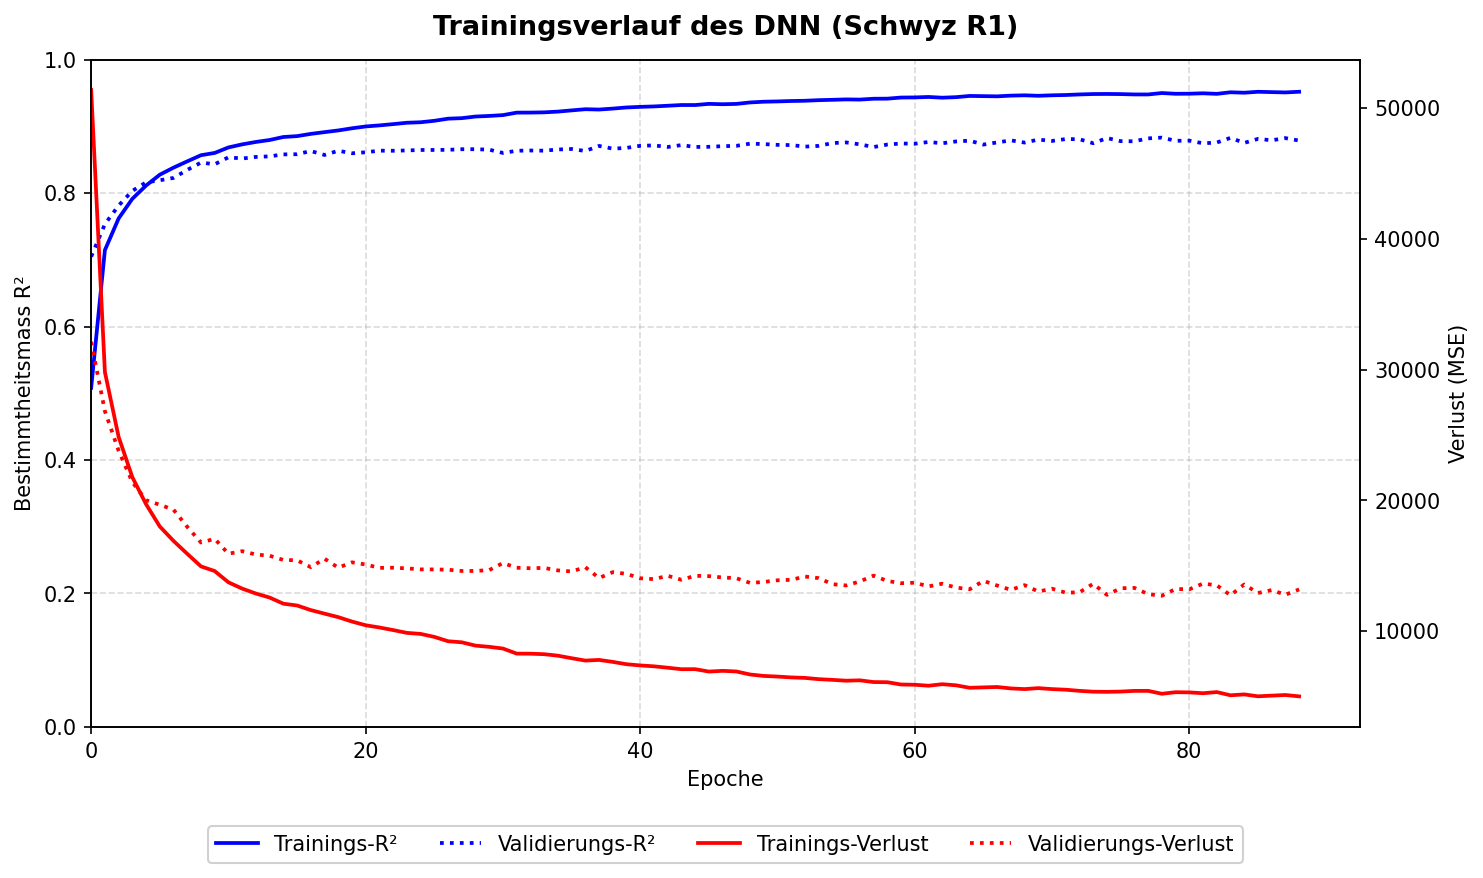 Trainingsverlauf des DNN (Schwyz R1)
1.0
0.8
0.6
0.4
0.2
0.0
Bestimmtheitsmass R²
50000
40000
30000
20000
10000
Verlust (MSE)
0 20 40 60 80
Epoche
Trainings-R² Validierungs-R² Trainings-Verlust Validierungs-Verlust